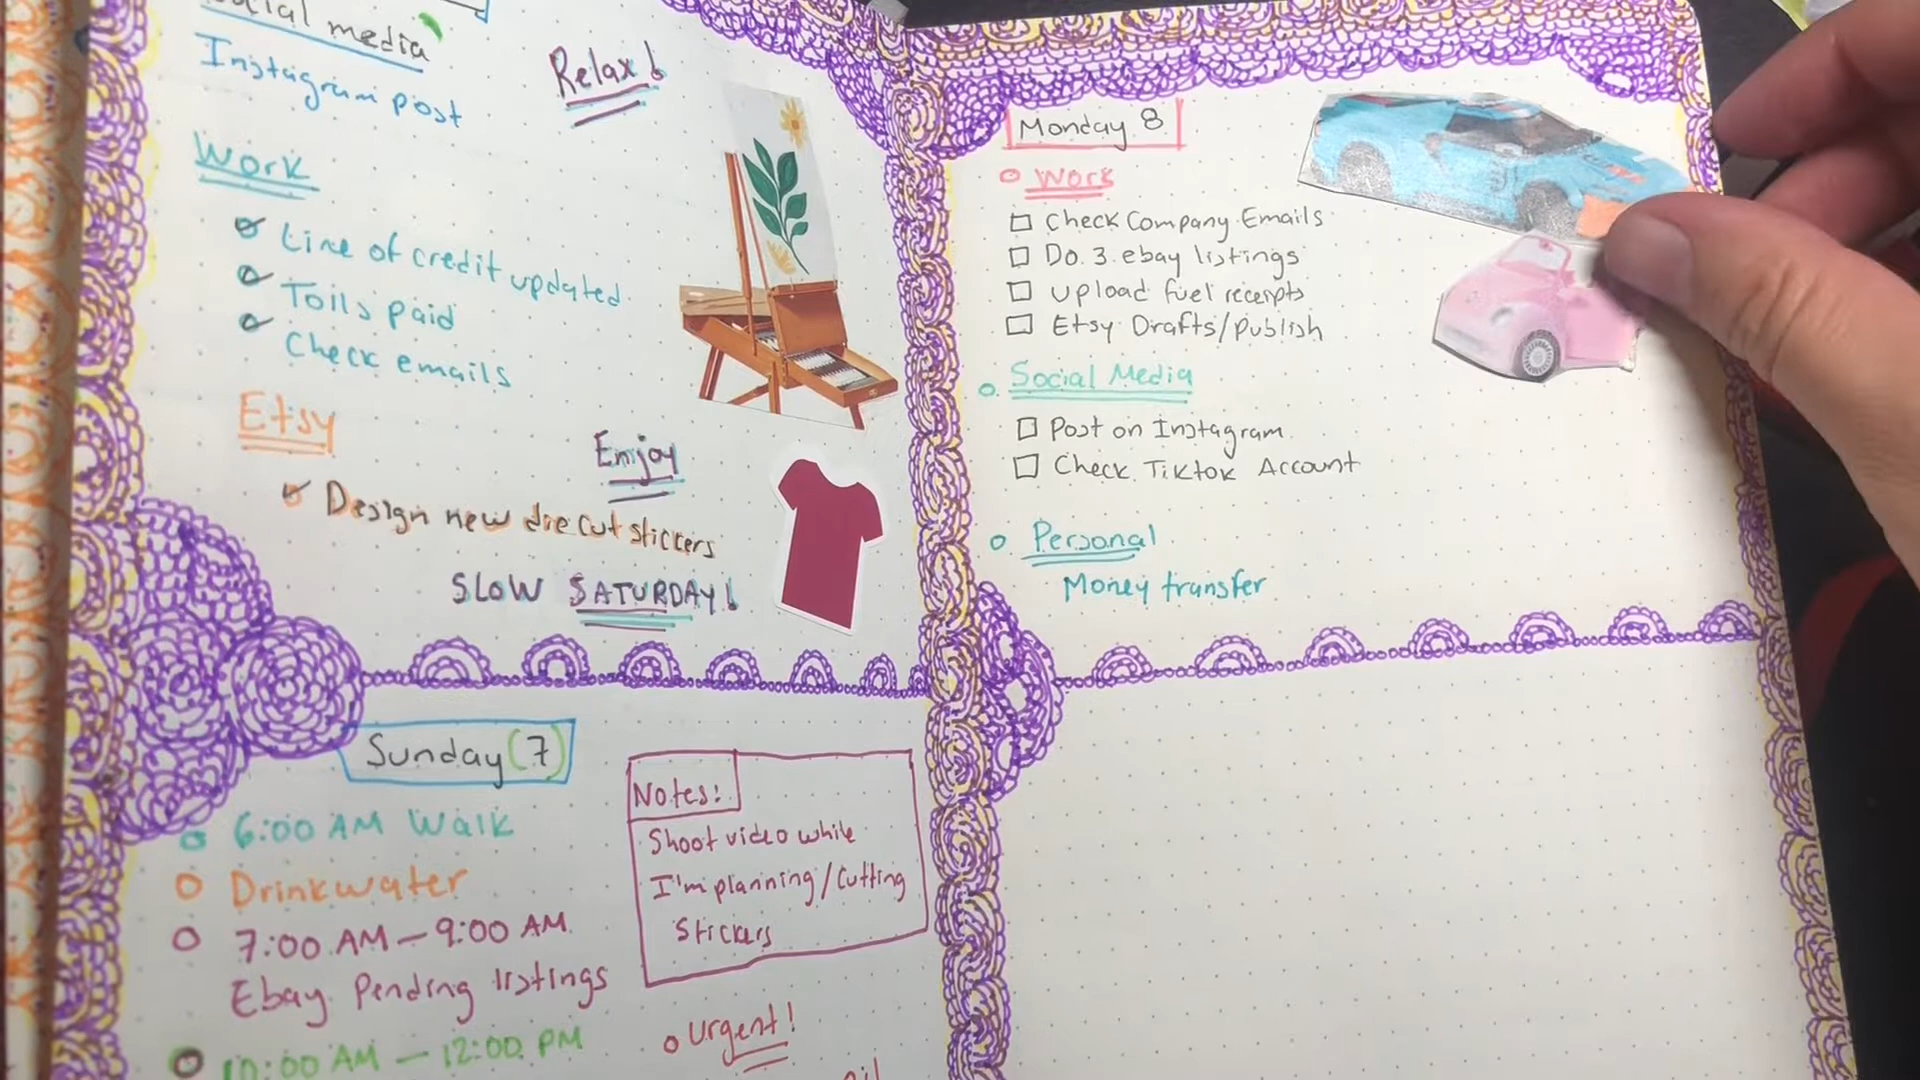 Social media
Instagram post
Relax!
Work
Line of credit updated
Tolls paid
Check emails
Etsy
Enjoy
Design new die cut stickers
SLOW SATURDAY!
Sunday (7)
6:00 AM Walk
Drink water
7:00 AM - 9:00 AM
Ebay Pending listings
10:00 AM - 12:00 PM
Notes:
Shoot video while
I'm planning/cutting
Stickers
Urgent!
Monday 8
Work
Check Company Emails
Do 3 ebay listings
upload fuel receipts
Etsy Drafts/Publish
Social Media
Post on Instagram
Check Tiktok Account
Personal
Money transfer